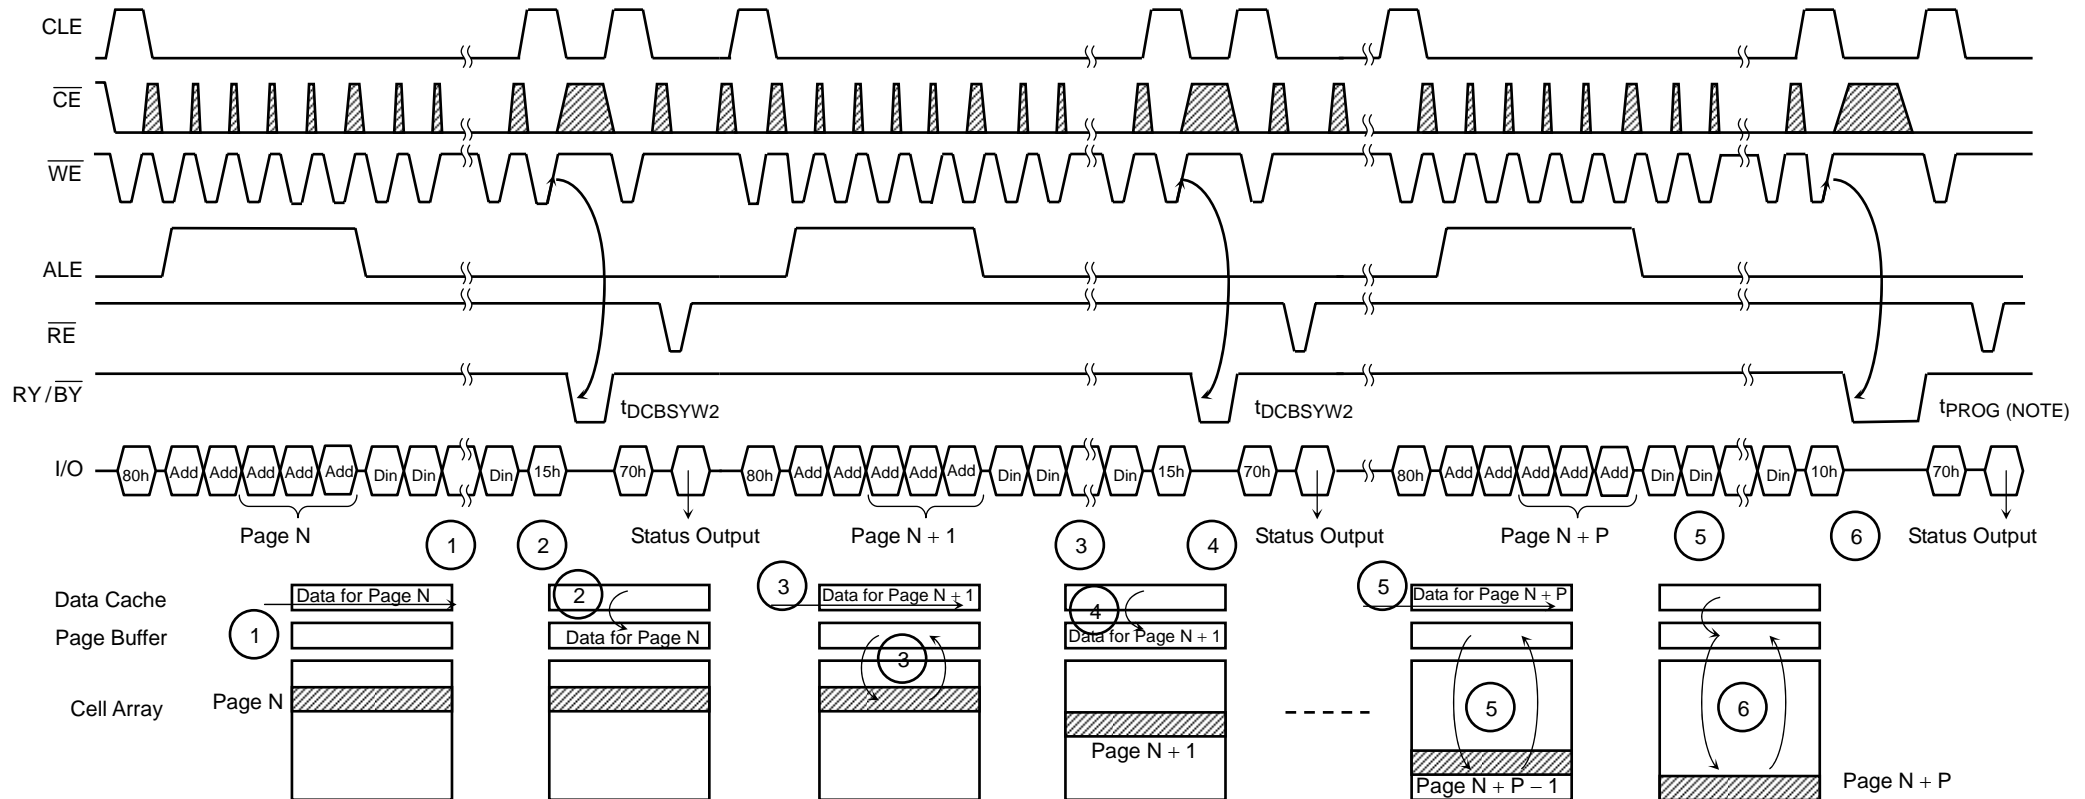 CLE
CE
WE
ALE
RE
RY/BY
tDCBSYW2
tDCBSYW2
tPROG (NOTE)
I/O
80h Add Add Add Add Add Din Din Din 15h 70h 80h Add Add Add Add Add Din Din Din 15h 70h 80h Add Add Add Add Add Din Din Din 10h 70h
Page N
1
2
Status Output
Page N + 1
3
4
Status Output
Page N + P
5
6
Status Output
Data Cache
Data for Page N
2
3
Data for Page N + 1
4
5
Data for Page N + P
Page Buffer
1
Data for Page N
3
Data for Page N + 1
Cell Array
Page N
Page N + 1
5
Page N + P − 1
6
Page N + P